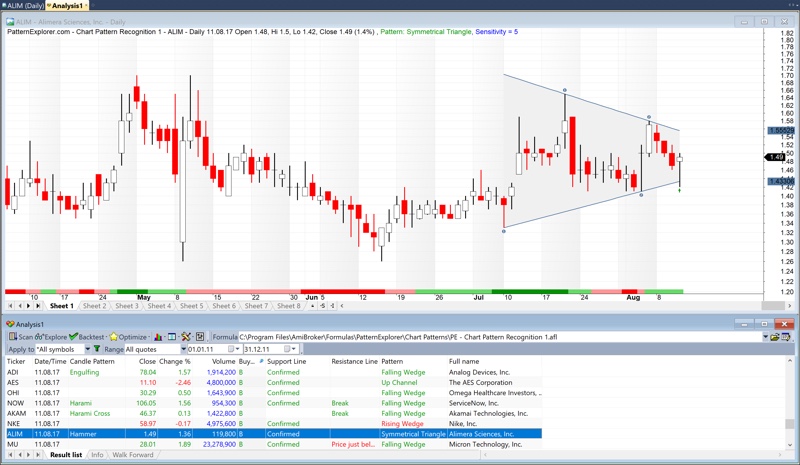 ALIM (Daily) Analysis1
ALIM - Alimera Sciences, Inc. - Daily
PatternExplorer.com - Chart Pattern Recognition 1 - ALIM - Daily 11.08.17 Open 1.48, Hi 1.5, Lo 1.42, Close 1.49 (1.4%) , Pattern: Symmetrical Triangle, Sensitivity = 5
1.82
1.80
1.78
1.76
1.74
1.72
1.70
1.68
1.66
1.64
1.62
1.60
1.58
1.55529
1.52
1.50
1.49
1.48
1.46
1.43306
1.42
1.40
1.38
1.36
1.34
1.32
1.30
1.28
1.26
1.24
1.22
1.20
10 17 24 May 8 15 22 30 Jun 5 12 19 26 Jul 10 17 24 Aug 8
Sheet 1 Sheet 2 Sheet 3 Sheet 4 Sheet 5 Sheet 6 Sheet 7 Sheet 8
Analysis1
Scan Explore Backtest Optimize Formula C:\Program Files\AmiBroker\Formulas\PatternExplorer\Chart Patterns\PE - Chart Pattern Recognition 1.afl
Apply to *All symbols Range All quotes 01.01.11 31.12.11
Ticker Date/Time Candle Pattern Close Change % Volume Buy... Support Line Resistance Line Pattern Full name
ADI 11.08.17 Engulfing 78.04 1.57 1,914,200 B Confirmed Falling Wedge Analog Devices, Inc.
AES 11.08.17 11.10 -2.46 4,800,000 B Confirmed Up Channel The AES Corporation
OHI 11.08.17 30.29 0.50 1,643,900 B Confirmed Falling Wedge Omega Healthcare Investors, ...
NOW 11.08.17 Harami 106.05 1.56 954,300 B Confirmed Break Falling Wedge ServiceNow, Inc.
AKAM 11.08.17 Harami Cross 46.37 0.13 1,422,800 B Confirmed Break Falling Wedge Akamai Technologies, Inc.
NKE 11.08.17 58.97 -0.17 4,975,600 B Confirmed Rising Wedge Nike, Inc.
ALIM 11.08.17 Hammer 1.49 1.36 119,800 B Confirmed Symmetrical Triangle Alimera Sciences, Inc.
MU 11.08.17 28.01 1.89 23,278,900 B Confirmed Price just bel... Falling Wedge Micron Technology, Inc.
Result list Info Walk Forward